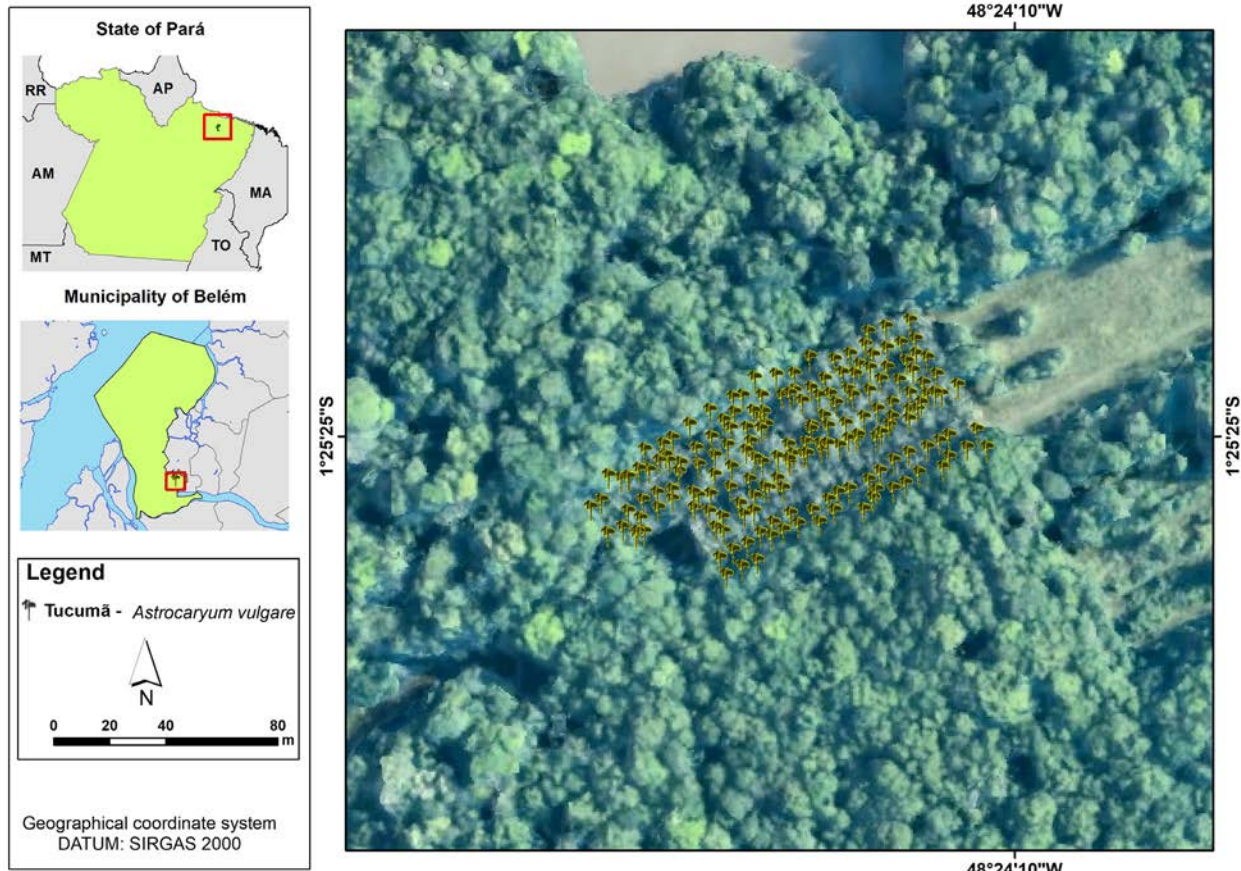 State of Pará
RR
AP
AM
MA
TO
MT
Municipality of Belém
Legend
Tucumã - Astrocaryum vulgare
N
0 20 40 80
m
Geographical coordinate system
DATUM: SIRGAS 2000
48°24'10"W
1°25'25"S
1°25'25"S
48°24'10"W